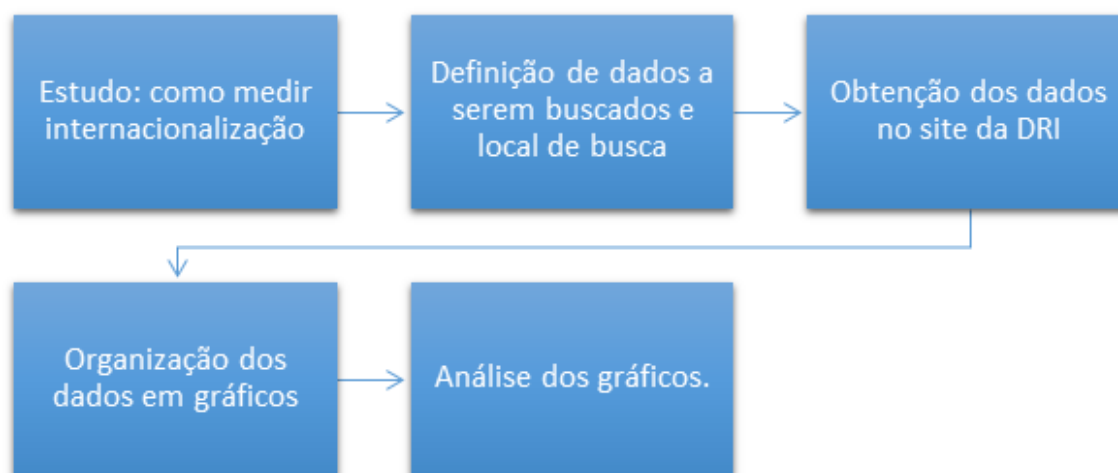 Estudo: como medir
internacionalização
Definição de dados a
serem buscados e
local de busca
Obtenção dos dados
no site da DRI
Organização dos
dados em gráficos
Análise dos gráficos.